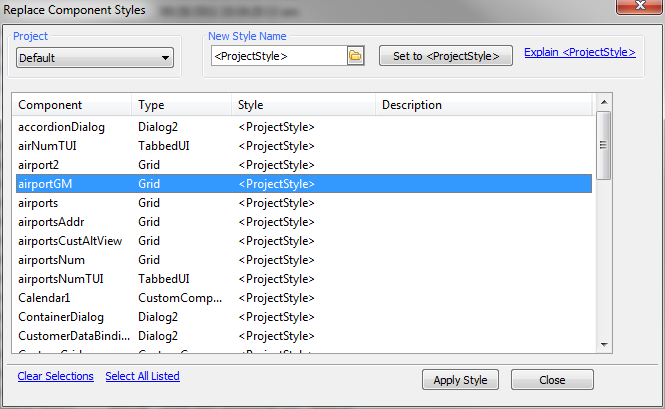 Replace Component Styles
Project
New Style Name
Default
<ProjectStyle>
Set to <ProjectStyle>
Explain <ProjectStyle>
Component Type Style Description
accordionDialog Dialog2 <ProjectStyle>
airNumTUI TabbedUI <ProjectStyle>
airport2 Grid <ProjectStyle>
airportGM Grid <ProjectStyle>
airports Grid <ProjectStyle>
airportsAddr Grid <ProjectStyle>
airportsCustAltView Grid <ProjectStyle>
airportsNum Grid <ProjectStyle>
airportsNumTUI TabbedUI <ProjectStyle>
Calendar1 CustomComp... <ProjectStyle>
ContainerDialog Dialog2 <ProjectStyle>
CustomerDataBindi... Dialog2 <ProjectStyle>
Clear Selections
Select All Listed
Apply Style
Close